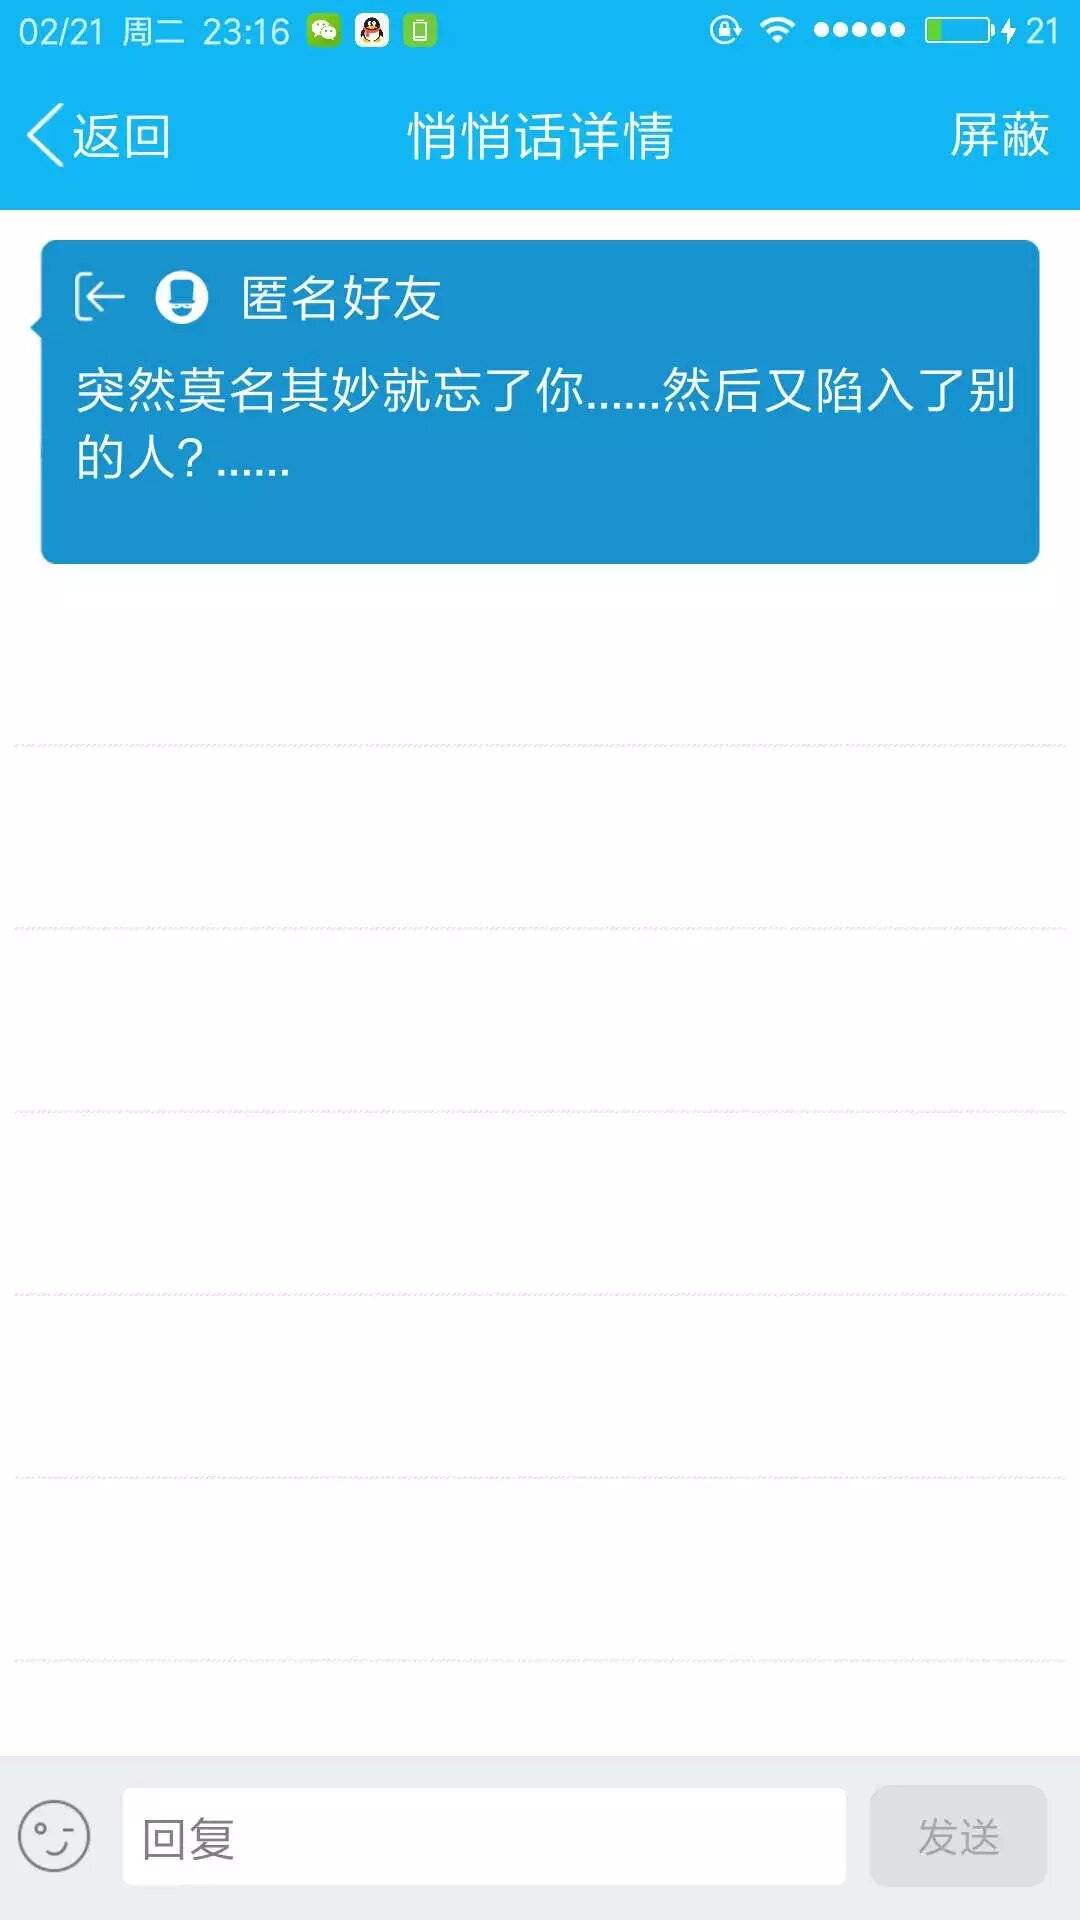 02/21 周二 23:16 21
返回 悄悄话详情 屏蔽
匿名好友
突然莫名其妙就忘了你......然后又陷入了别
的人？......
回复 发送